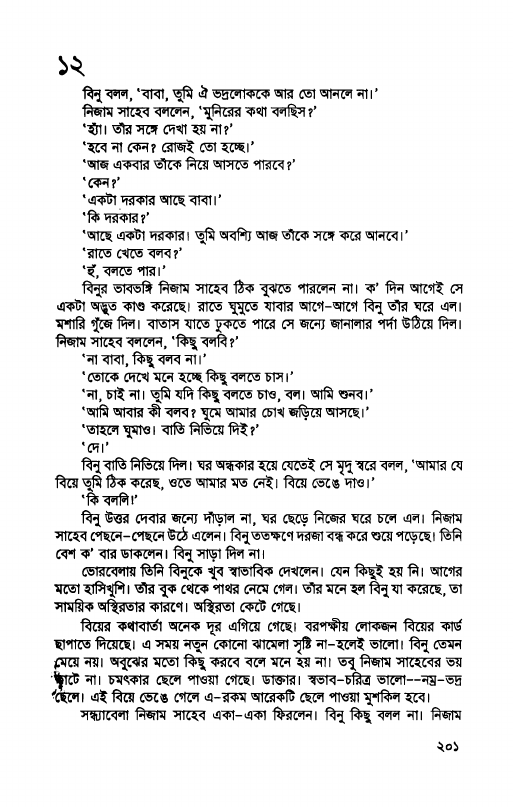 ১২
বিনু বলল, ‘বাবা, তুমি ঐ ভদ্রলোককে আর তো আনলে না।’
নিজাম সাহেব বললেন, ‘মুনিরের কথা বলছিস?’
‘হ্যাঁ। তাঁর সঙ্গে দেখা হয় না?’
‘হবে না কেন? রোজই তো হচ্ছে।’
‘আজ একবার তাঁকে নিয়ে আসতে পারবে?’
‘কেন?’
‘একটা দরকার আছে বাবা।’
‘কি দরকার?’
‘আছে একটা দরকার। তুমি অবশ্যি আজ তাঁকে সঙ্গে করে আনবে।’
‘রাতে খেতে বলব?’
‘হুঁ, বলতে পার।’
বিনুর ভাবভঙ্গি নিজাম সাহেব ঠিক বুঝতে পারলেন না। ক’ দিন আগেই সে
একটা অদ্ভুত কাণ্ড করেছে। রাতে ঘুমুতে যাবার আগে-আগে বিনু তাঁর ঘরে এল।
মশারি গুঁজে দিল। বাতাস যাতে ঢুকতে পারে সে জন্যে জানালার পর্দা উঠিয়ে দিল।
নিজাম সাহেব বললেন, ‘কিছু বলবি?’
‘না বাবা, কিছু বলব না।’
‘তোকে দেখে মনে হচ্ছে কিছু বলতে চাস।’
‘না, চাই না। তুমি যদি কিছু বলতে চাও, বল। আমি শুনব।’
‘আমি আবার কী বলব? ঘুমে আমার চোখ জড়িয়ে আসছে।’
‘তাহলে ঘুমাও। বাতি নিভিয়ে দিই?’
‘দে।’
বিনু বাতি নিভিয়ে দিল। ঘর অন্ধকার হয়ে যেতেই সে মৃদু স্বরে বলল, ‘আমার যে
বিয়ে তুমি ঠিক করেছ, ওতে আমার মত নেই। বিয়ে ভেঙে দাও।’
‘কি বললি!’
বিনু উত্তর দেবার জন্যে দাঁড়াল না, ঘর ছেড়ে নিজের ঘরে চলে এল। নিজাম
সাহেব পেছনে-পেছনে উঠে এলেন। বিনু ততক্ষণে দরজা বন্ধ করে শুয়ে পড়েছে। তিনি
বেশ ক’ বার ডাকলেন। বিনু সাড়া দিল না।
ভোরবেলায় তিনি বিনুকে খুব স্বাভাবিক দেখলেন। যেন কিছুই হয় নি। আগের
মতো হাসিখুশি। তাঁর বুক থেকে পাথর নেমে গেল। তাঁর মনে হল বিনু যা করেছে, তা
সাময়িক অস্থিরতার কারণে। অস্থিরতা কেটে গেছে।
বিয়ের কথাবার্তা অনেক দূর এগিয়ে গেছে। বরপক্ষীয় লোকজন বিয়ের কার্ড
ছাপাতে দিয়েছে। এ সময় নতুন কোনো ঝামেলা সৃষ্টি না-হলেই ভালো। বিনু তেমন
মেয়ে নয়। অবুঝের মতো কিছু করবে বলে মনে হয় না। তবু নিজাম সাহেবের ভয়
কাটে না। চমৎকার ছেলে পাওয়া গেছে। ডাক্তার। স্বভাব-চরিত্র ভালো--নম্র-ভদ্র
ছেলে। এই বিয়ে ভেঙে গেলে এ-রকম আরেকটি ছেলে পাওয়া মুশকিল হবে।
সন্ধ্যাবেলা নিজাম সাহেব একা-একা ফিরলেন। বিনু কিছু বলল না। নিজাম
২০১